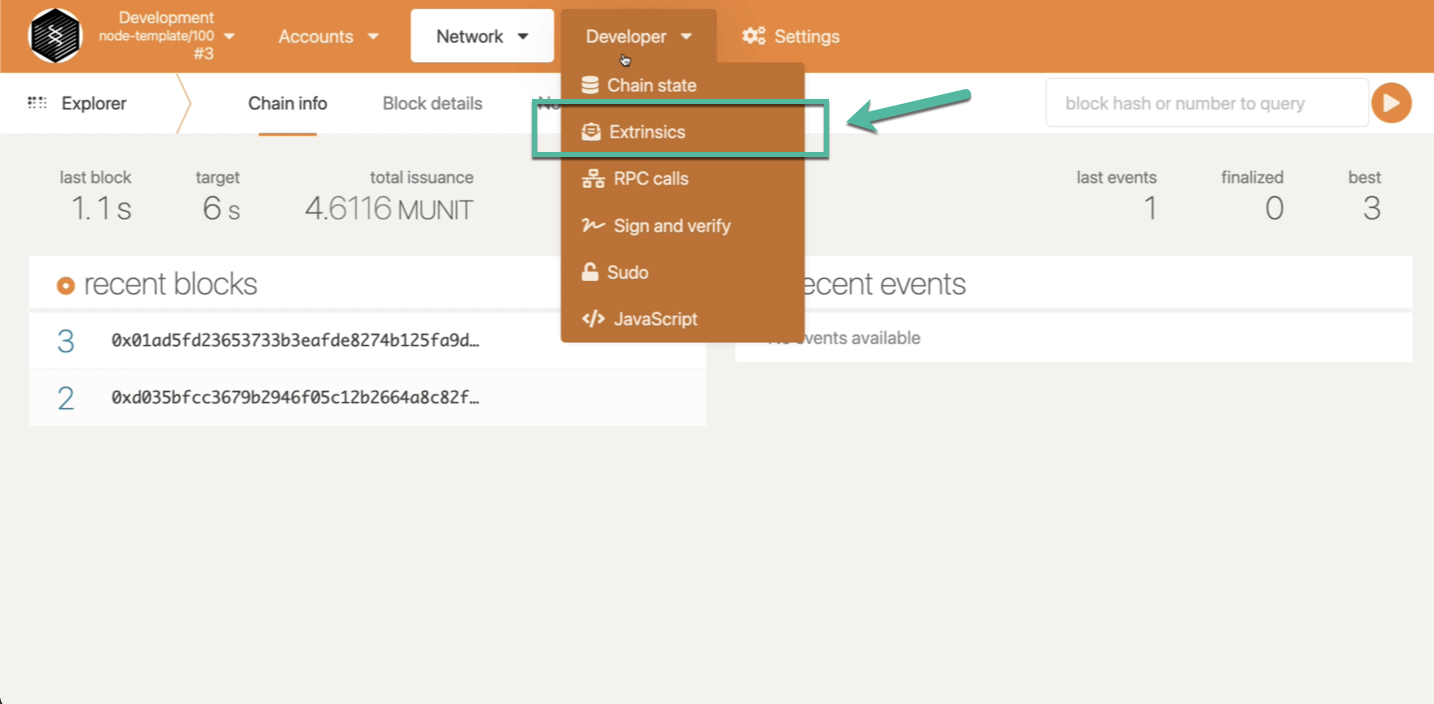 Development
node-template/100
#3
Accounts
Network
Developer
Settings
Chain state
Extrinsics
RPC calls
Sign and verify
Sudo
JavaScript
Explorer
Chain info
Block details
No
block hash or number to query
last block
1.1 s
target
6 s
total issuance
4.6116 MUNIT
last events
1
finalized
0
best
3
recent blocks
3 0x01ad5fd23653733b3eafde8274b125fa9d…
2 0xd035bfcc3679b2946f05c12b2664a8c82f…
ecent events
events available